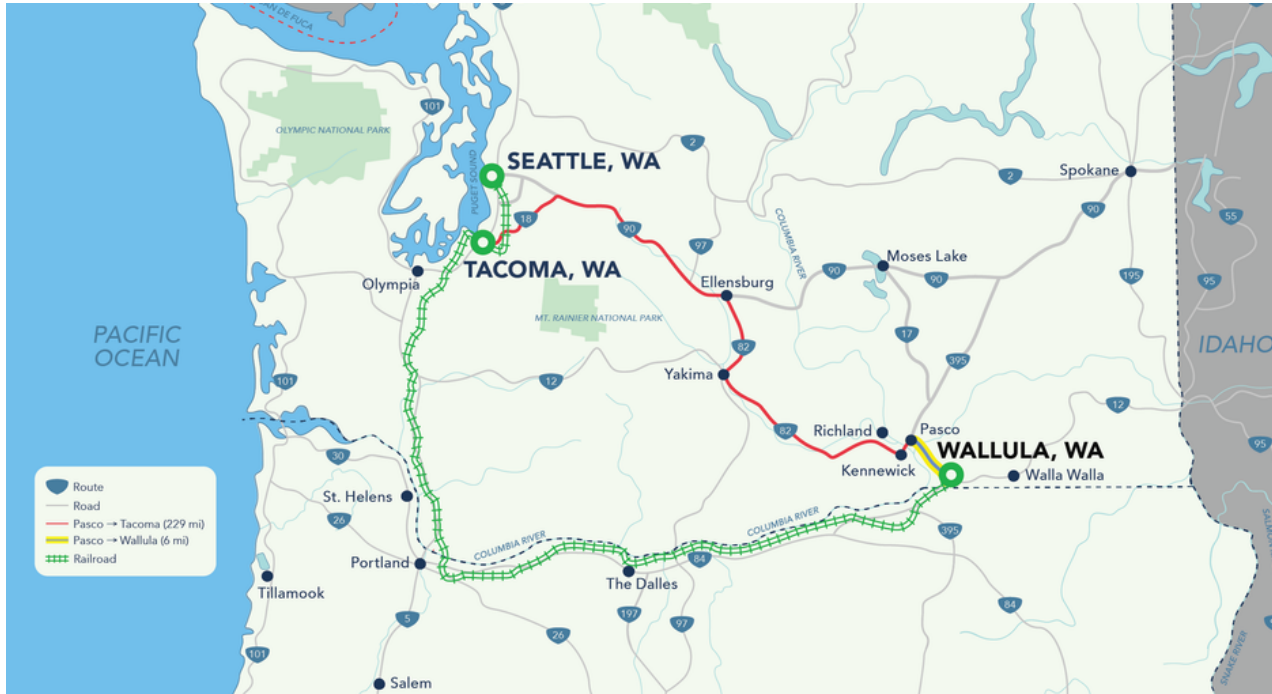 AN DE FUCA
101
OLYMPIC NATIONAL PARK
PUGET SOUND
SEATTLE, WA
2
2
Spokane
90
55
18
90
97
COLUMBIA RIVER
TACOMA, WA
Olympia
Moses Lake
90
90
195
95
Ellensburg
MT. RAINIER NATIONAL PARK
PACIFIC
OCEAN
82
17
395
IDAHO
Yakima
101
12
12
82
Richland
Pasco
WALLULA, WA
Kennewick
Walla Walla
95
30
St. Helens
26
COLUMBIA RIVER
COLUMBIA RIVER
395
84
Portland
The Dalles
Tillamook
5
197
97
26
84
101
Salem
SALMON
SNAKE RIVER
Route
Road
Pasco → Tacoma (229 mi)
Pasco → Wallula (6 mi)
Railroad